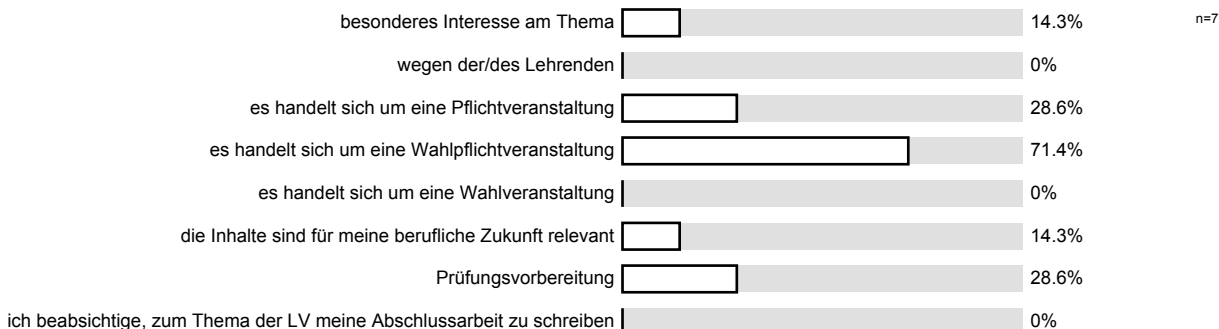 besonderes Interesse am Thema 14.3% n=7
wegen der/des Lehrenden 0%
es handelt sich um eine Pflichtveranstaltung 28.6%
es handelt sich um eine Wahlpflichtveranstaltung 71.4%
es handelt sich um eine Wahlveranstaltung 0%
die Inhalte sind für meine berufliche Zukunft relevant 14.3%
Prüfungsvorbereitung 28.6%
ich beabsichtige, zum Thema der LV meine Abschlussarbeit zu schreiben 0%